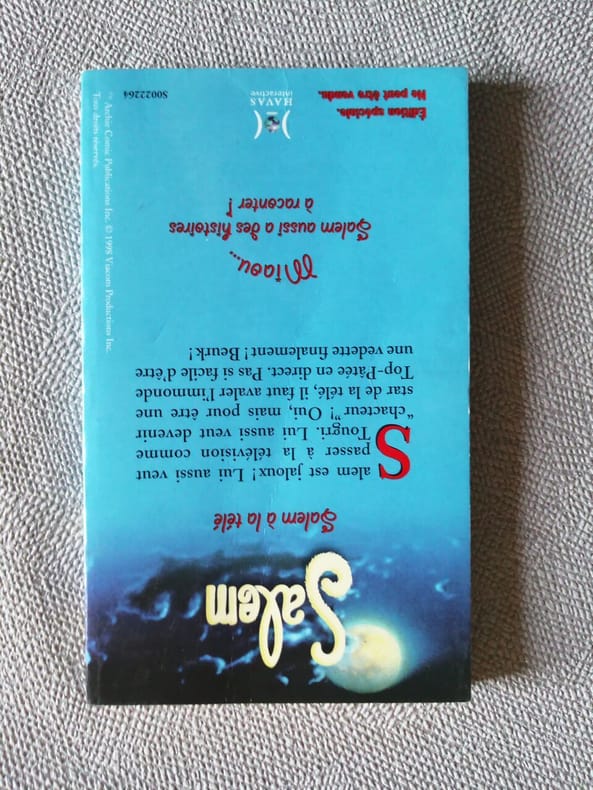 Salem
Salem à la télé
Salem est jaloux! Lui aussi veut
passer à la télévision comme
Tougri. Lui aussi veut devenir
“chacteur”! Oui, mais pour être une
star de la télé, il faut avaler l'immonde
Top-Pâtée en direct. Pas si facile d'être
une vedette finalement! Beurk!
Miaou...
Salem aussi a des histoires
à raconter!
HAVAS
interactive
Édition spéciale.
Ne peut être vendu.
S0022264
Archie Comic Publications Inc. © 1998 Viacom Productions Inc.
Tous droits réservés.